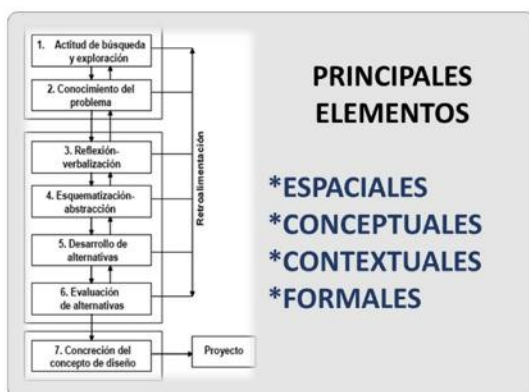 1. Actitud de búsqueda
y exploración
2. Conocimiento del
problema
3. Reflexión-
verbalización
4. Esquematización-
abstracción
5. Desarrollo de
alternativas
6. Evaluación
de alternativas
7. Concreción del
concepto de diseño
Proyecto
Retroalimentación
PRINCIPALES
ELEMENTOS
*ESPACIALES
*CONCEPTUALES
*CONTEXTUALES
*FORMALES